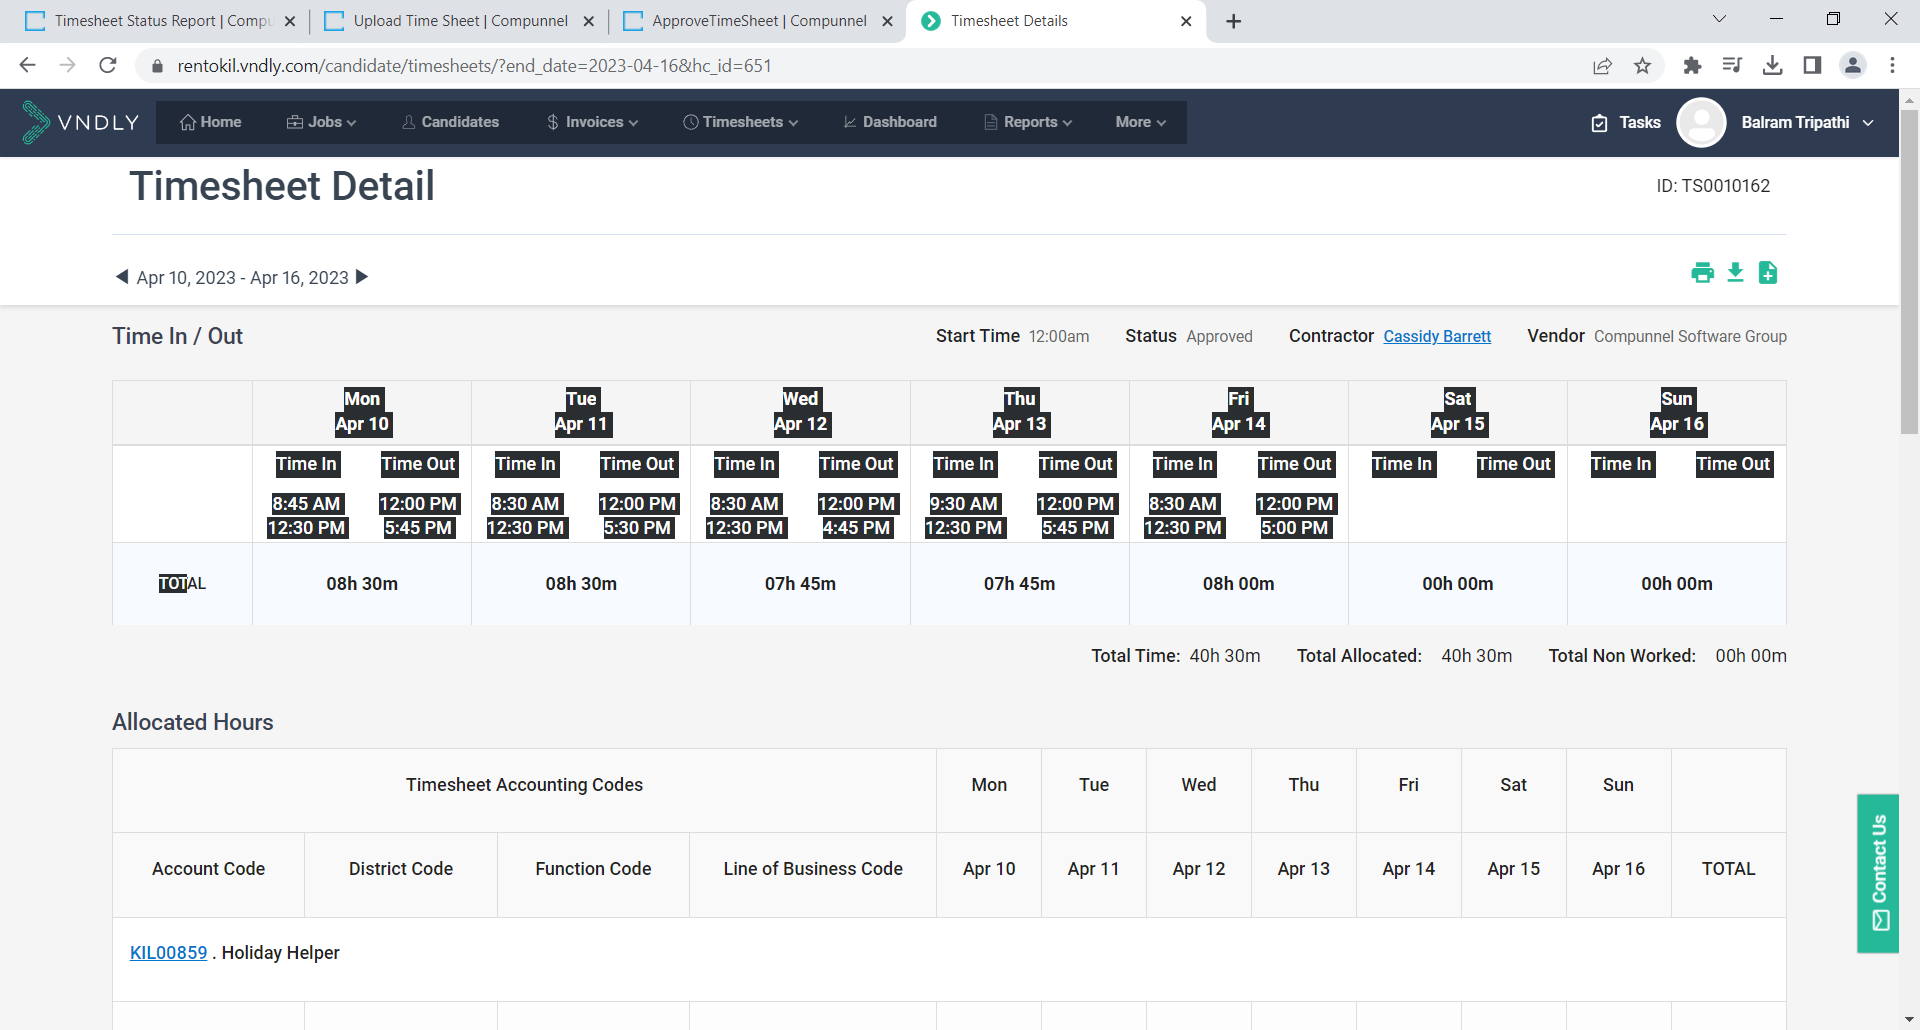 Timesheet Status Report | Compu
Upload Time Sheet | Compunnel
ApproveTimeSheet | Compunnel
Timesheet Details
rentokil.vndly.com/candidate/timesheets/?end_date=2023-04-16&hc_id=651
VNDLY Home Jobs Candidates $ Invoices Timesheets Dashboard Reports More Tasks Balram Tripathi
Timesheet Detail
ID: TS0010162
Apr 10, 2023 - Apr 16, 2023
Time In / Out
Start Time 12:00am Status Approved Contractor Cassidy Barrett Vendor Compunnel Software Group
Mon Tue Wed Thu Fri Sat Sun
Apr 10 Apr 11 Apr 12 Apr 13 Apr 14 Apr 15 Apr 16
Time In Time Out Time In Time Out Time In Time Out Time In Time Out Time In Time Out Time In Time Out Time In Time Out
8:45 AM 12:00 PM 8:30 AM 12:00 PM 8:30 AM 12:00 PM 9:30 AM 12:00 PM 8:30 AM 12:00 PM
12:30 PM 5:45 PM 12:30 PM 5:30 PM 12:30 PM 4:45 PM 12:30 PM 5:45 PM 12:30 PM 5:00 PM
TOTAL 08h 30m 08h 30m 07h 45m 07h 45m 08h 00m 00h 00m 00h 00m
Total Time: 40h 30m Total Allocated: 40h 30m Total Non Worked: 00h 00m
Allocated Hours
Timesheet Accounting Codes Mon Tue Wed Thu Fri Sat Sun
Account Code District Code Function Code Line of Business Code Apr 10 Apr 11 Apr 12 Apr 13 Apr 14 Apr 15 Apr 16 TOTAL
KIL00859 . Holiday Helper
Contact Us